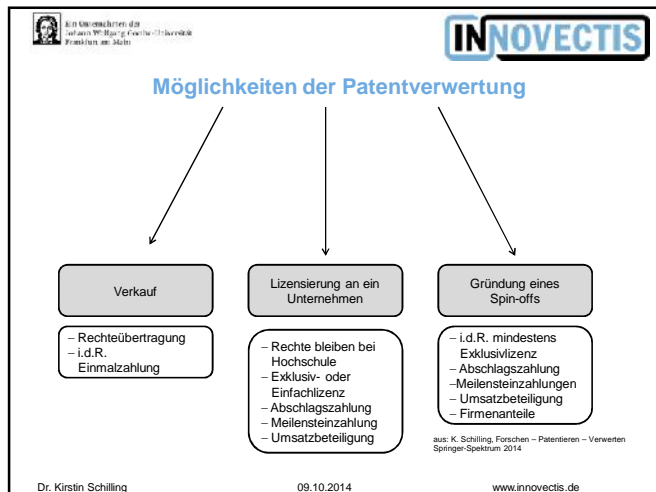 Ein Unternehmen der
Johann Wolfgang Goethe-Universität
Frankfurt am Main
INNOVECTIS
Möglichkeiten der Patentverwertung
Verkauf
– Rechteübertragung
– i.d.R.
Einmalzahlung
Lizensierung an ein
Unternehmen
– Rechte bleiben bei
Hochschule
– Exklusiv- oder
Einfachlizenz
– Abschlagszahlung
– Meilensteinzahlung
– Umsatzbeteiligung
Gründung eines
Spin-offs
– i.d.R. mindestens
Exklusivlizenz
– Abschlagszahlung
–Meilensteinzahlungen
– Umsatzbeteiligung
– Firmenanteile
aus: K. Schilling, Forschen – Patentieren – Verwerten
Springer-Spektrum 2014
Dr. Kirstin Schilling
09.10.2014
www.innovectis.de